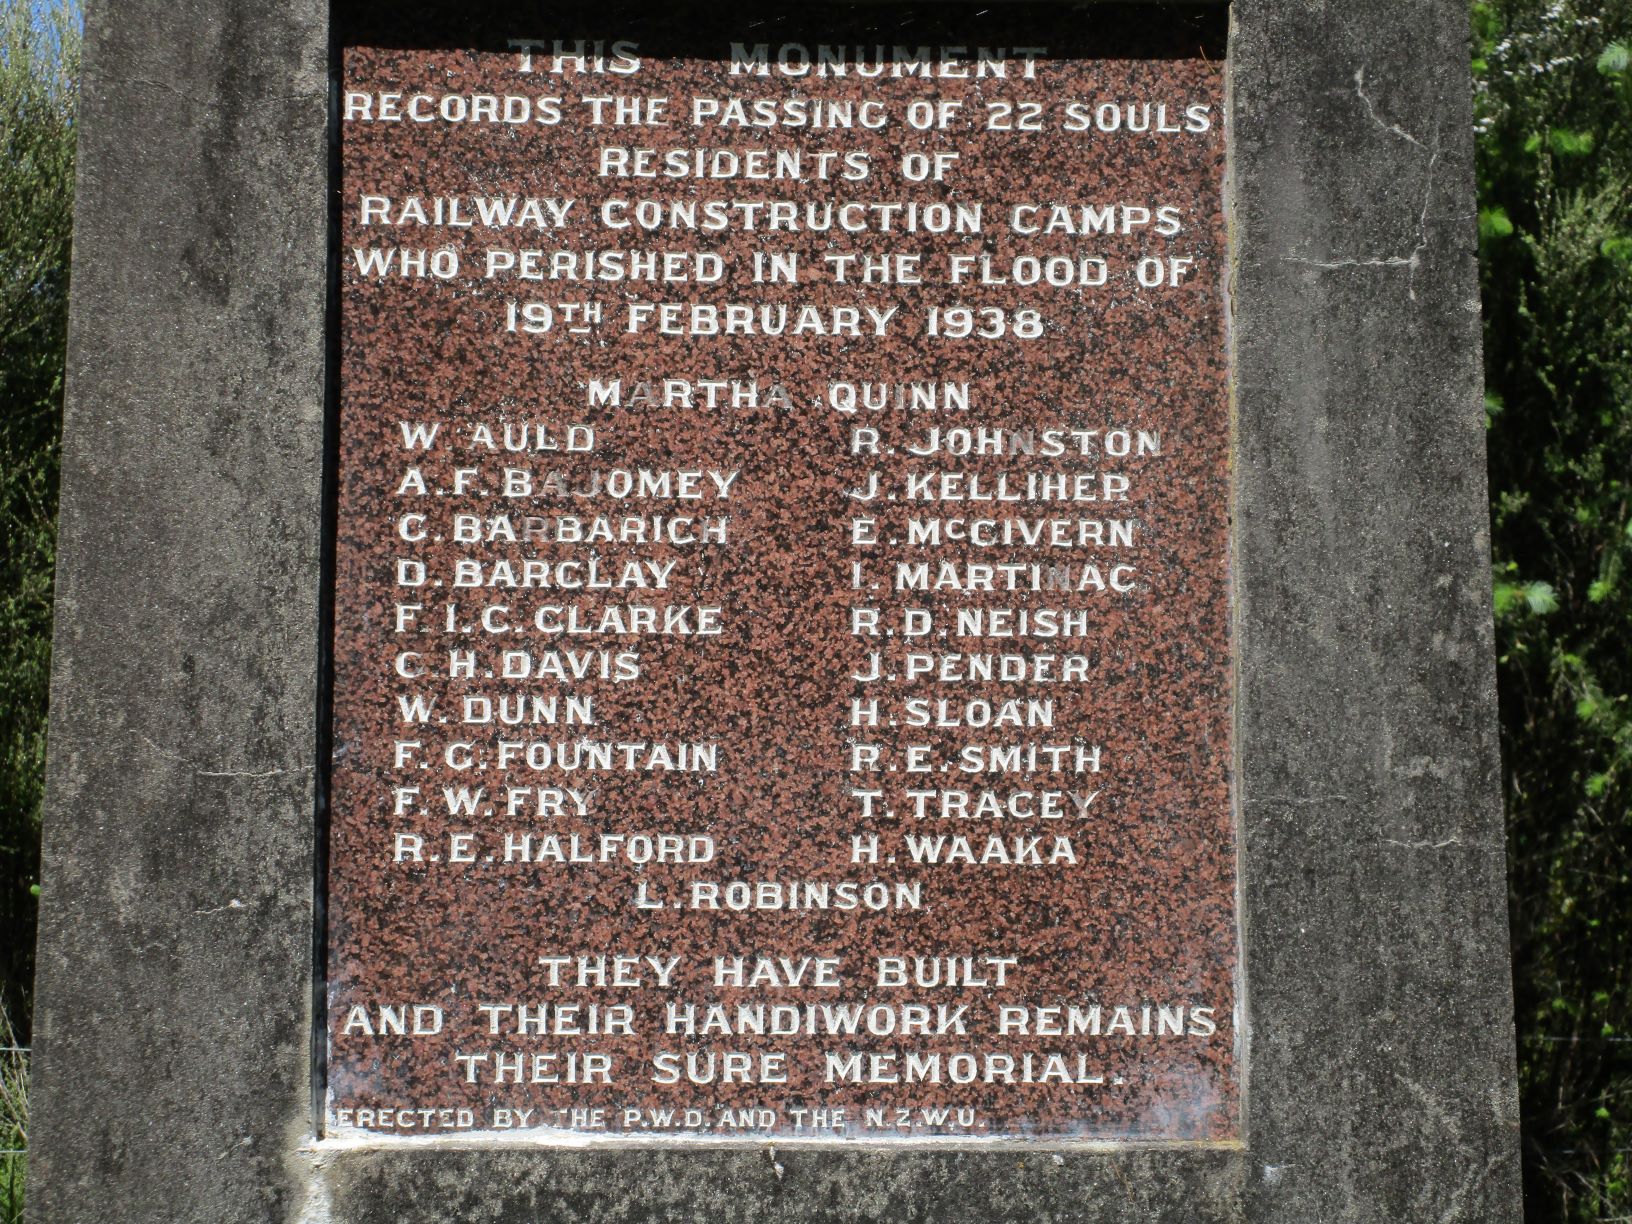 THIS MONUMENT
RECORDS THE PASSING OF 22 SOULS
RESIDENTS OF
RAILWAY CONSTRUCTION CAMPS
WHO PERISHED IN THE FLOOD OF
19TH FEBRUARY 1938
MARTHA QUINN
W. AULD
A.F. BAJOMEY
C. BARBARICH
D. BARCLAY
F.I.C. CLARKE
C.H. DAVIS
W. DUNN
F.G. FOUNTAIN
F.W. FRY
R.E. HALFORD
R. JOHNSTON
J. KELLIHER
E. McGIVERN
I. MARTINAC
R.D. NEISH
J. PENDER
H. SLOAN
R.E. SMITH
T. TRACEY
H. WAAKA
L. ROBINSON
THEY HAVE BUILT
AND THEIR HANDIWORK REMAINS
THEIR SURE MEMORIAL.
ERECTED BY THE P.W.D. AND THE N.Z.W.U.